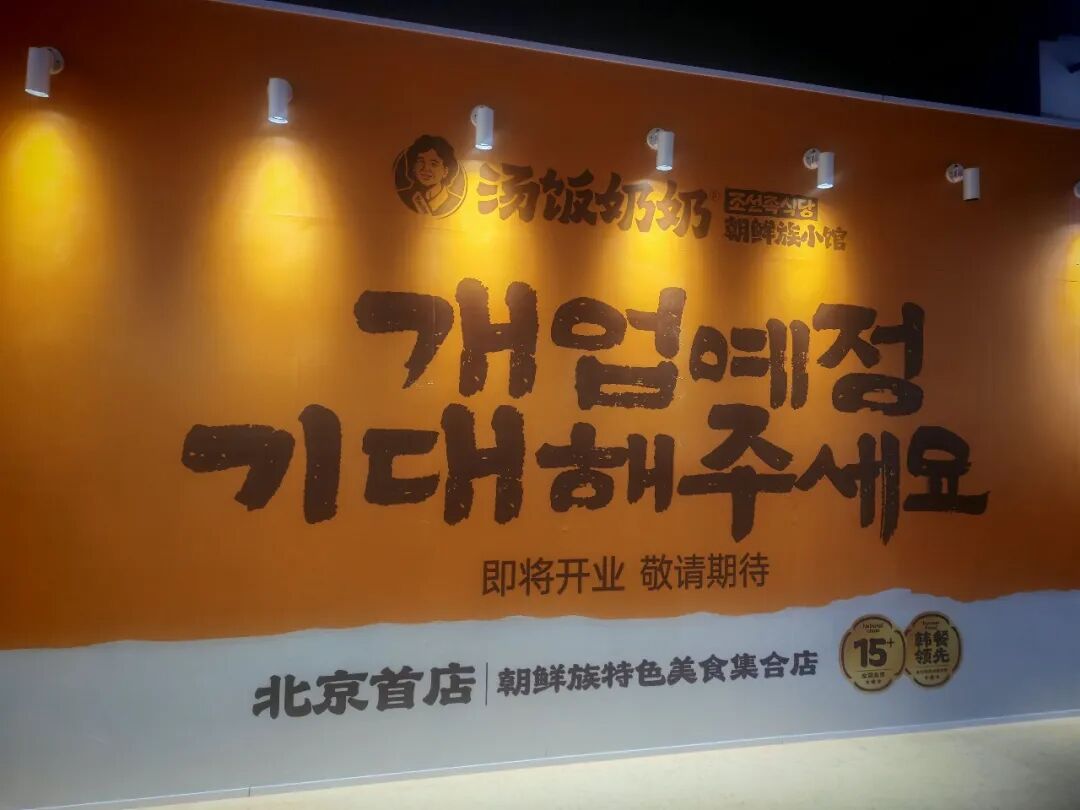 汤饭奶奶®
조선족식당
朝鲜族小馆
개업예정
기대해주세요
即将开业 敬请期待
北京首店 | 朝鲜族特色美食集合店
15+
韩餐
领先